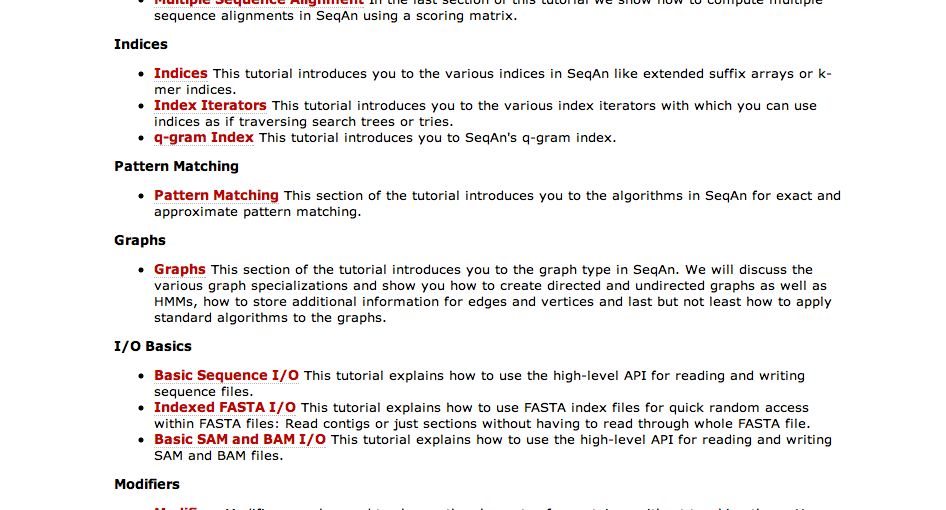 Multiple Sequence Alignment In the last section of this tutorial we show how to compute multiple
sequence alignments in SeqAn using a scoring matrix.
Indices
Indices This tutorial introduces you to the various indices in SeqAn like extended suffix arrays or k-
mer indices.
Index Iterators This tutorial introduces you to the various index iterators with which you can use
indices as if traversing search trees or tries.
q-gram Index This tutorial introduces you to SeqAn's q-gram index.
Pattern Matching
Pattern Matching This section of the tutorial introduces you to the algorithms in SeqAn for exact and
approximate pattern matching.
Graphs
Graphs This section of the tutorial introduces you to the graph type in SeqAn. We will discuss the
various graph specializations and show you how to create directed and undirected graphs as well as
HMMs, how to store additional information for edges and vertices and last but not least how to apply
standard algorithms to the graphs.
I/O Basics
Basic Sequence I/O This tutorial explains how to use the high-level API for reading and writing
sequence files.
Indexed FASTA I/O This tutorial explains how to use FASTA index files for quick random access
within FASTA files: Read contigs or just sections without having to read through whole FASTA file.
Basic SAM and BAM I/O This tutorial explains how to use the high-level API for reading and writing
SAM and BAM files.
Modifiers